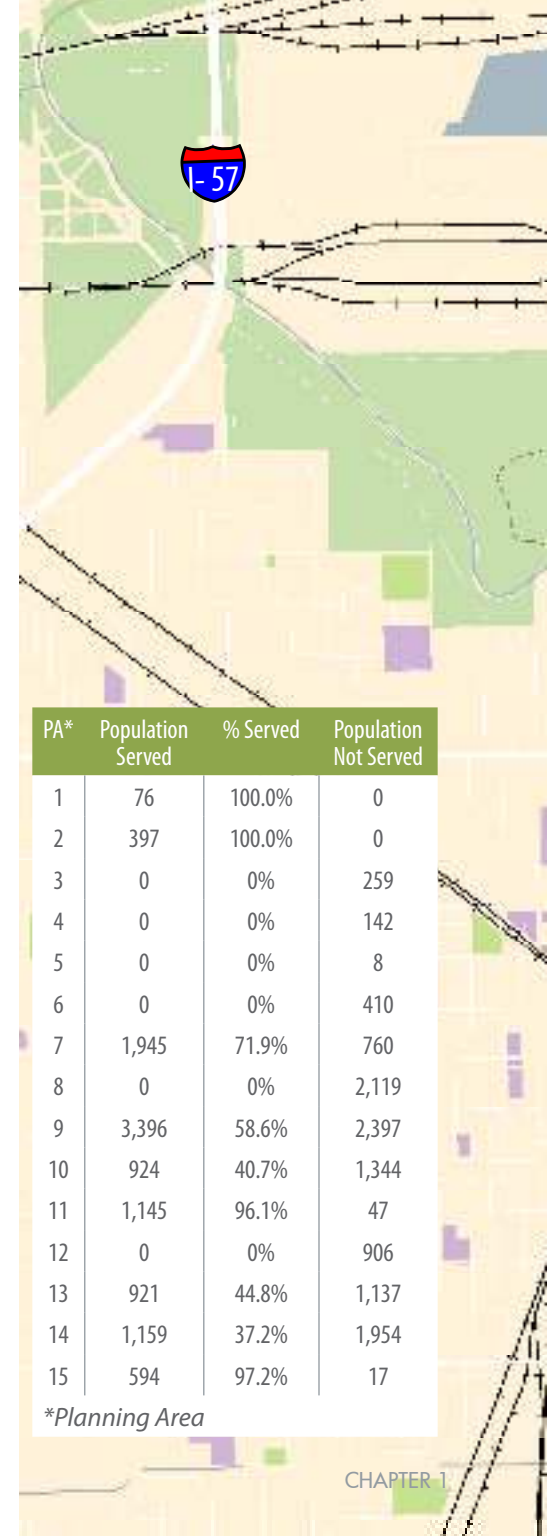 I- 57
PA* Population Served % Served Population Not Served
1 76 100.0% 0
2 397 100.0% 0
3 0 0% 259
4 0 0% 142
5 0 0% 8
6 0 0% 410
7 1,945 71.9% 760
8 0 0% 2,119
9 3,396 58.6% 2,397
10 924 40.7% 1,344
11 1,145 96.1% 47
12 0 0% 906
13 921 44.8% 1,137
14 1,159 37.2% 1,954
15 594 97.2% 17
*Planning Area
CHAPTER 1